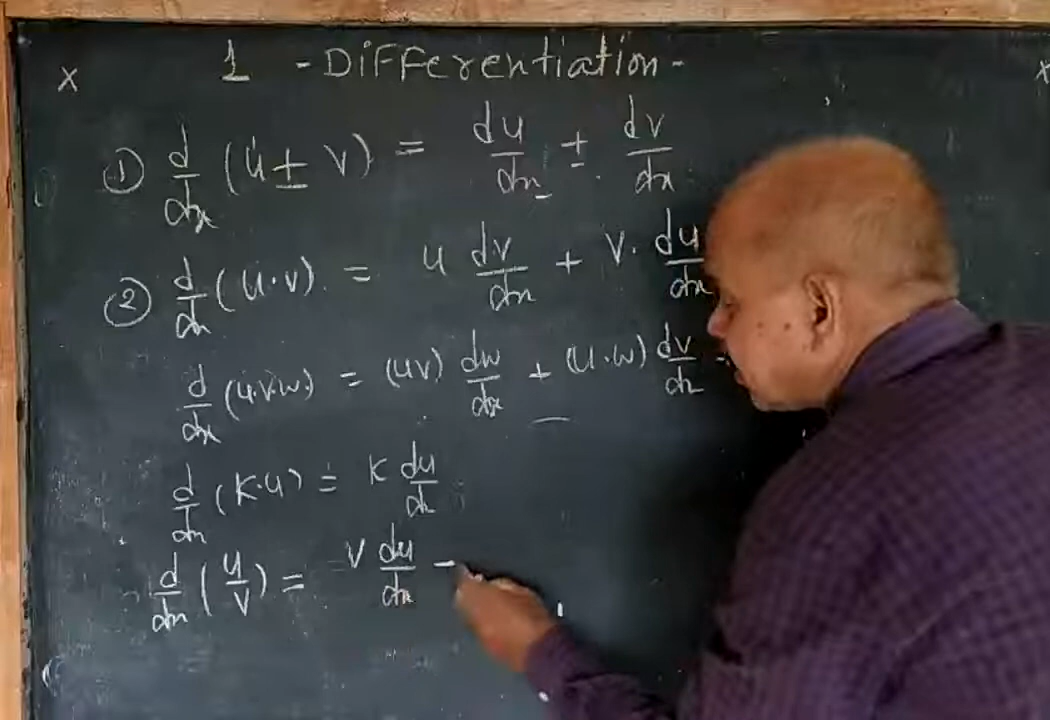 x 1 - Differentiation - x
① d/dx (u ± v) = du/dx ± dv/dx
② d/dx (u·v) = u dv/dx + v· du/dx
d/dx (u.v.w) = (uv) dw/dx + (u·w) dv/dx
d/dx (K·u) = K du/dx
d/dx (u/v) = v du/dx -